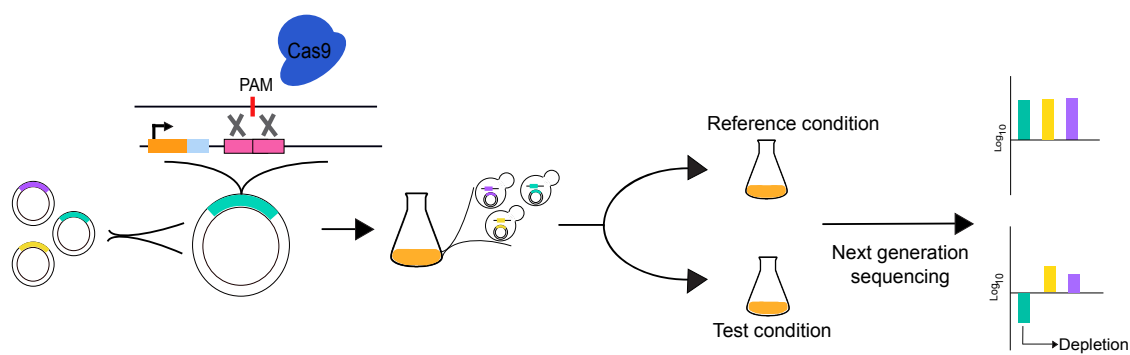 Cas9
PAM
Reference condition
Log10
Next generation
sequencing
Log10
Test condition
Depletion